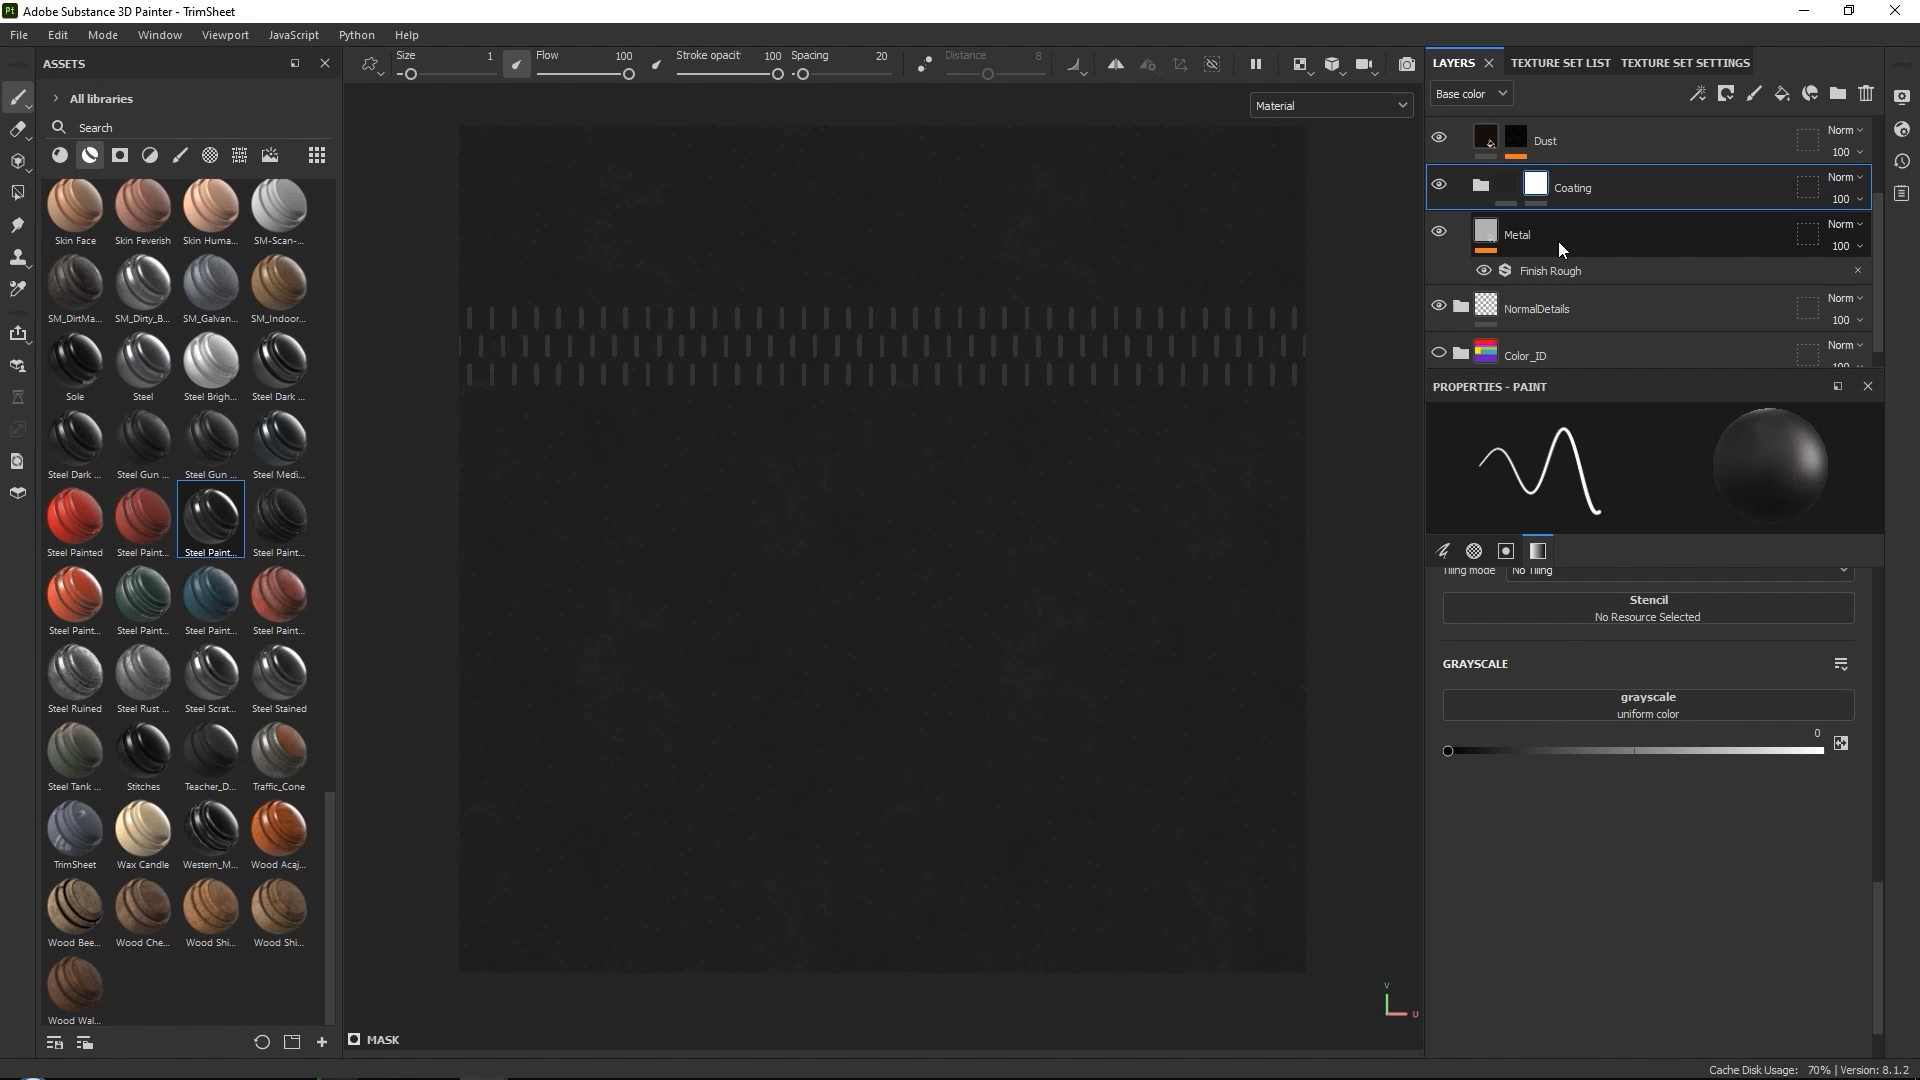 Adobe Substance 3D Painter - TrimSheet
File Edit Mode Window Viewport JavaScript Python Help
ASSETS
Size 1 Flow 100 Stroke opacit 100 Spacing 20 Distance 8
All libraries
Search
Material
Skin Face Skin Feverish Skin Huma... SM-Scan-...
SM_DirtMa... SM_Dirty_B... SM_Galvan... SM_Indoor...
Sole Steel Steel Brigh... Steel Dark ...
Steel Dark ... Steel Gun ... Steel Gun ... Steel Medi...
Steel Painted Steel Paint... Steel Paint... Steel Paint...
Steel Paint... Steel Paint... Steel Paint... Steel Paint...
Steel Ruined Steel Rust ... Steel Scrat... Steel Stained
Steel Tank ... Stitches Teacher_D... Traffic_Cone
TrimSheet Wax Candle Western_M... Wood Acaj...
Wood Bee... Wood Che... Wood Shi... Wood Shi...
Wood Wal...
MASK
V
U
LAYERS TEXTURE SET LIST TEXTURE SET SETTINGS
Base color
Dust Norm 100
Coating Norm 100
Metal Norm 100
Finish Rough
NormalDetails Norm 100
Color_ID Norm 100
PROPERTIES - PAINT
Tiling mode No Tiling
Stencil
No Resource Selected
GRAYSCALE
grayscale
uniform color
0
Cache Disk Usage: 70% | Version: 8.1.2